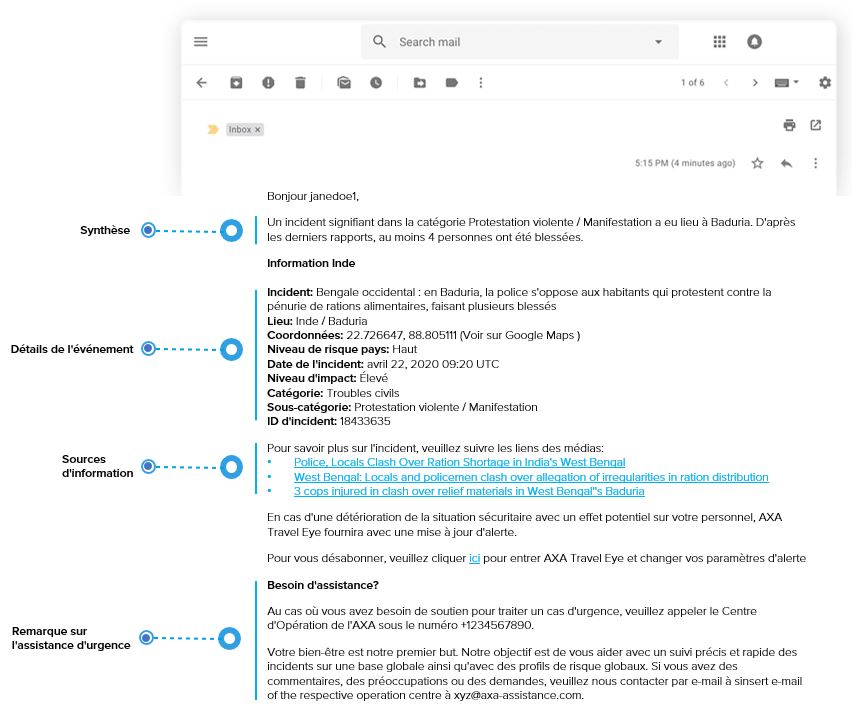 Search mail
1 of 6
Inbox ×
5:15 PM (4 minutes ago)
Bonjour janedoe1,
Synthèse
Un incident signifiant dans la catégorie Protestation violente / Manifestation a eu lieu à Baduria. D'après
les derniers rapports, au moins 4 personnes ont été blessées.
Information Inde
Détails de l'événement
Incident: Bengale occidental : en Baduria, la police s'oppose aux habitants qui protestent contre la
pénurie de rations alimentaires, faisant plusieurs blessés
Lieu: Inde / Baduria
Coordonnées: 22.726647, 88.805111 (Voir sur Google Maps )
Niveau de risque pays: Haut
Date de l'incident: avril 22, 2020 09:20 UTC
Niveau d'impact: Élevé
Catégorie: Troubles civils
Sous-catégorie: Protestation violente / Manifestation
ID d'incident: 18433635
Sources
d'information
Pour savoir plus sur l'incident, veuillez suivre les liens des médias:
• Police, Locals Clash Over Ration Shortage in India's West Bengal
• West Bengal: Locals and policemen clash over allegation of irregularities in ration distribution
• 3 cops injured in clash over relief materials in West Bengal"s Baduria
En cas d'une détérioration de la situation sécuritaire avec un effet potentiel sur votre personnel, AXA
Travel Eye fournira avec une mise à jour d'alerte.
Pour vous désabonner, veuillez cliquer ici pour entrer AXA Travel Eye et changer vos paramètres d'alerte
Remarque sur
l'assistance d'urgence
Besoin d'assistance?
Au cas où vous avez besoin de soutien pour traiter un cas d'urgence, veuillez appeler le Centre
d'Opération de l'AXA sous le numéro +1234567890.
Votre bien-être est notre premier but. Notre objectif est de vous aider avec un suivi précis et rapide des
incidents sur une base globale ainsi qu'avec des profils de risque globaux. Si vous avez des
commentaires, des préoccupations ou des demandes, veuillez nous contacter par e-mail à sinsert e-mail
of the respective operation centre à xyz@axa-assistance.com.